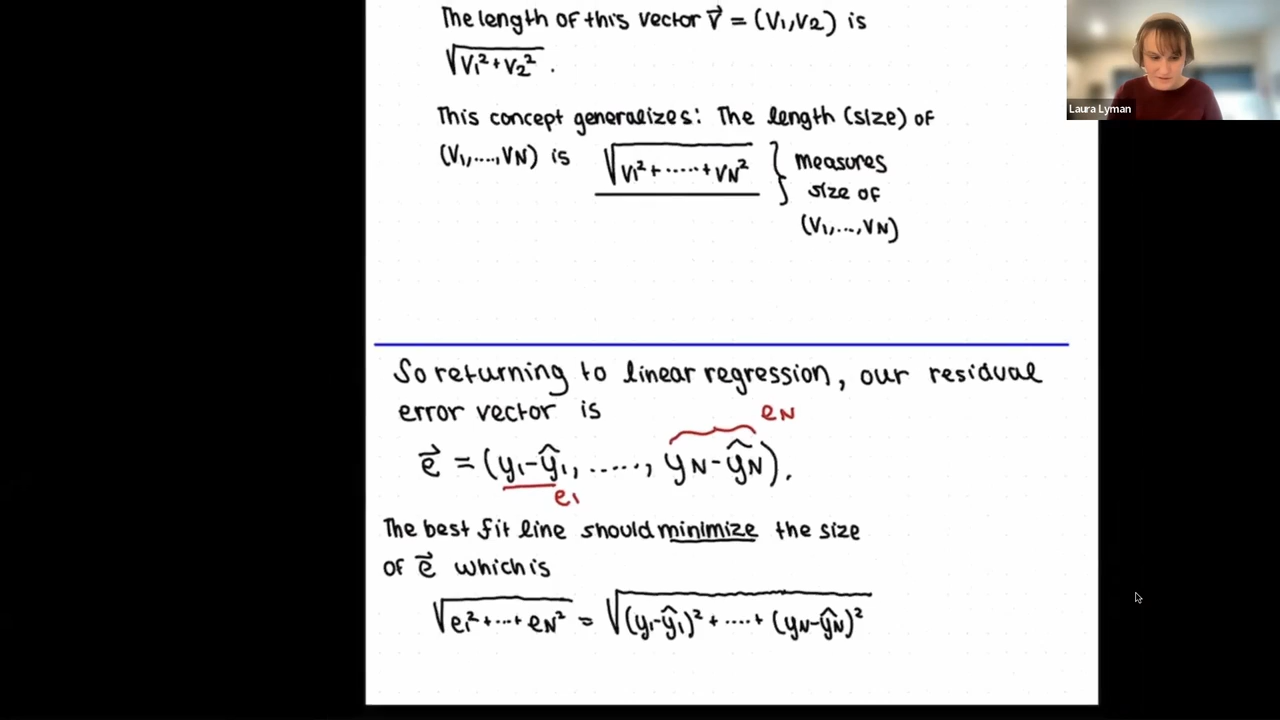 The length of this vector v⃗ = (v1,v2) is
√v1²+v2² .
This concept generalizes: The length (size) of
(v1,....,vN) is √v1²+.....+vN² } measures
size of
(v1,...,vN)
So returning to linear regression, our residual
error vector is
eN
e⃗ = (y1-ŷ1, ....., yN-ŷN).
e1
The best fit line should minimize the size
of e⃗ which is
√e1²+...+eN² = √(y1-ŷ1)²+....+(yN-ŷN)²
Laura Lyman